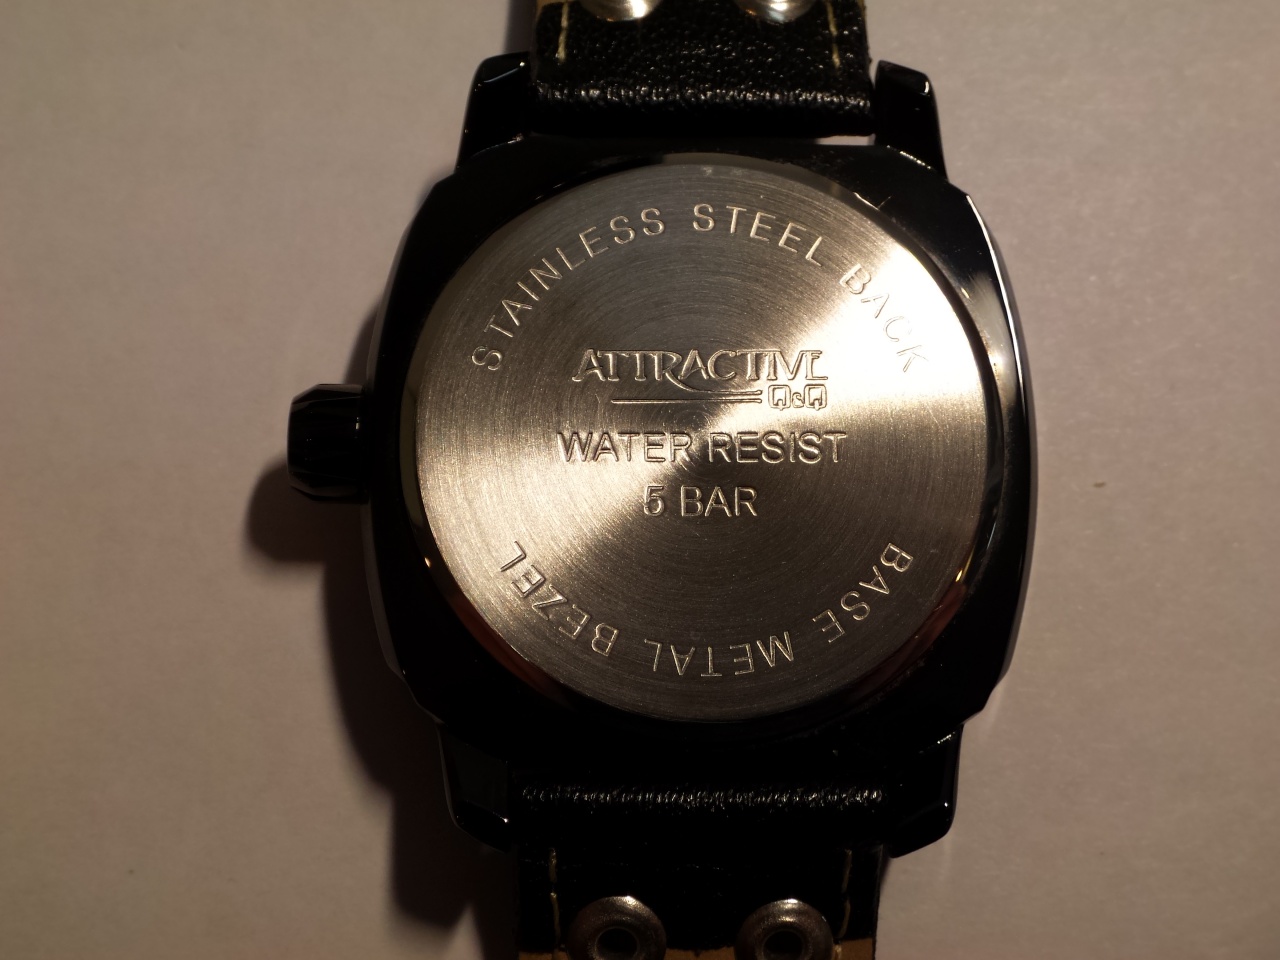 STAINLESS STEEL BACK
ATTRACTIVE
Q&Q
WATER RESIST
5 BAR
BASE METAL BEZEL